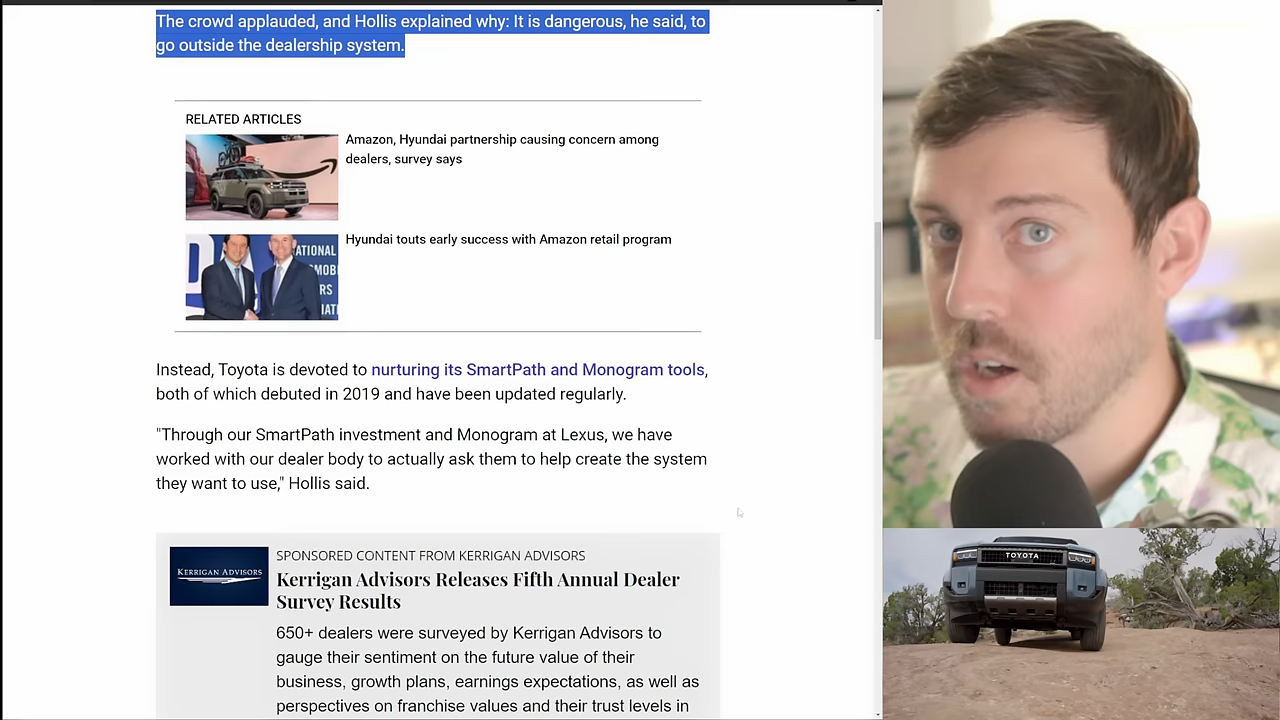 The crowd applauded, and Hollis explained why: It is dangerous, he said, to
go outside the dealership system.
RELATED ARTICLES
Amazon, Hyundai partnership causing concern among
dealers, survey says
Hyundai touts early success with Amazon retail program
ATIONAL
MOBI
RS
IAT
Instead, Toyota is devoted to nurturing its SmartPath and Monogram tools,
both of which debuted in 2019 and have been updated regularly.
"Through our SmartPath investment and Monogram at Lexus, we have
worked with our dealer body to actually ask them to help create the system
they want to use," Hollis said.
KERRIGAN ADVISORS
SPONSORED CONTENT FROM KERRIGAN ADVISORS
Kerrigan Advisors Releases Fifth Annual Dealer
Survey Results
650+ dealers were surveyed by Kerrigan Advisors to
gauge their sentiment on the future value of their
business, growth plans, earnings expectations, as well as
perspectives on franchise values and their trust levels in
TOYOTA